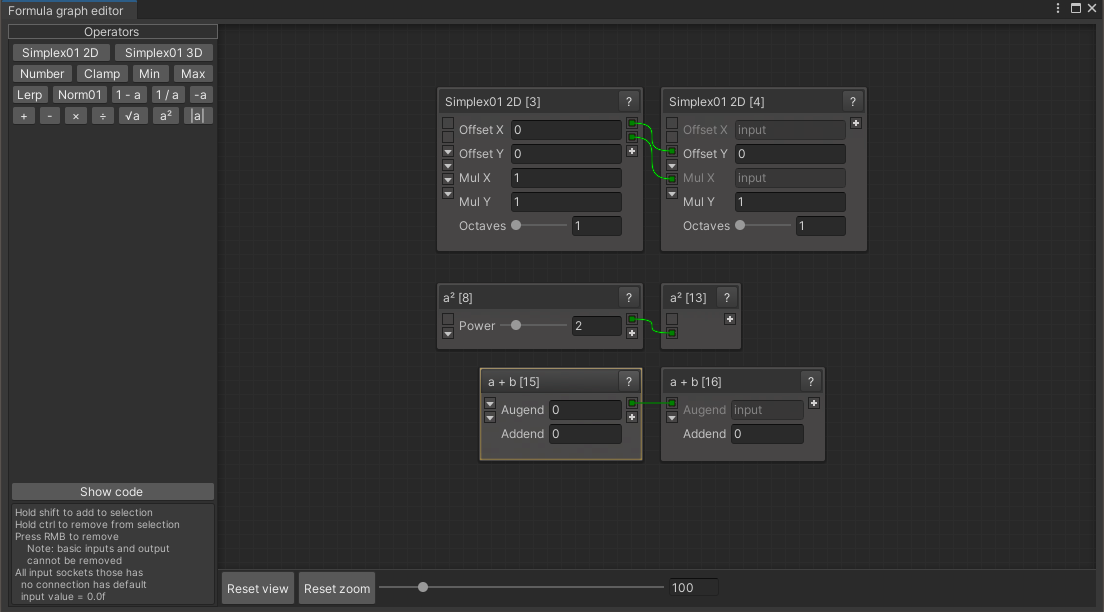 Formula graph editor
Operators
Simplex01 2D Simplex01 3D
Number Clamp Min Max
Lerp Norm01 1 - a 1 / a -a
+ - × ÷ √a a² |a|
Simplex01 2D [3] ?
Offset X 0
Offset Y 0
Mul X 1
Mul Y 1
Octaves 1
Simplex01 2D [4] ?
Offset X input
Offset Y 0
Mul X input
Mul Y 1
Octaves 1
a² [8] ?
Power 2
a² [13] ?
a + b [15] ?
Augend 0
Addend 0
a + b [16] ?
Augend input
Addend 0
Show code
Hold shift to add to selection
Hold ctrl to remove from selection
Press RMB to remove
Note: basic inputs and output
cannot be removed
All input sockets those has
no connection has default
input value = 0.0f
Reset view Reset zoom 100